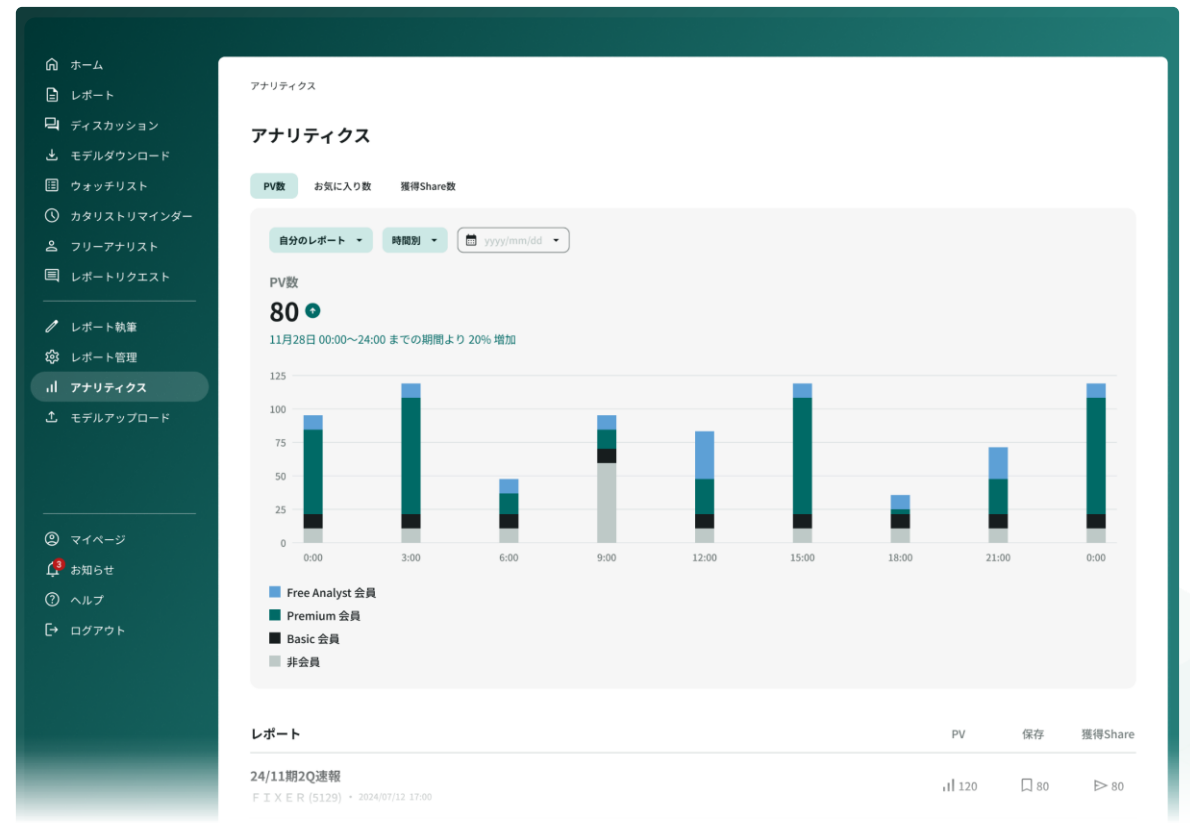 ホーム
レポート
ディスカッション
モデルダウンロード
ウォッチリスト
カタリストリマインダー
フリーアナリスト
レポートリクエスト
レポート執筆
レポート管理
アナリティクス
モデルアップロード
マイページ
3
お知らせ
ヘルプ
ログアウト
アナリティクス
アナリティクス
PV数 お気に入り数 獲得Share数
自分のレポート 時間別 yyyy/mm/dd
PV数
80
11月28日 00:00〜24:00 までの期間より 20% 増加
125
100
75
50
25
0
0:00 3:00 6:00 9:00 12:00 15:00 18:00 21:00 0:00
Free Analyst 会員
Premium 会員
Basic 会員
非会員
レポート PV 保存 獲得Share
24/11期2Q速報
120 80 80
ＦＩＸＥＲ (5129) • 2024/07/12 17:00